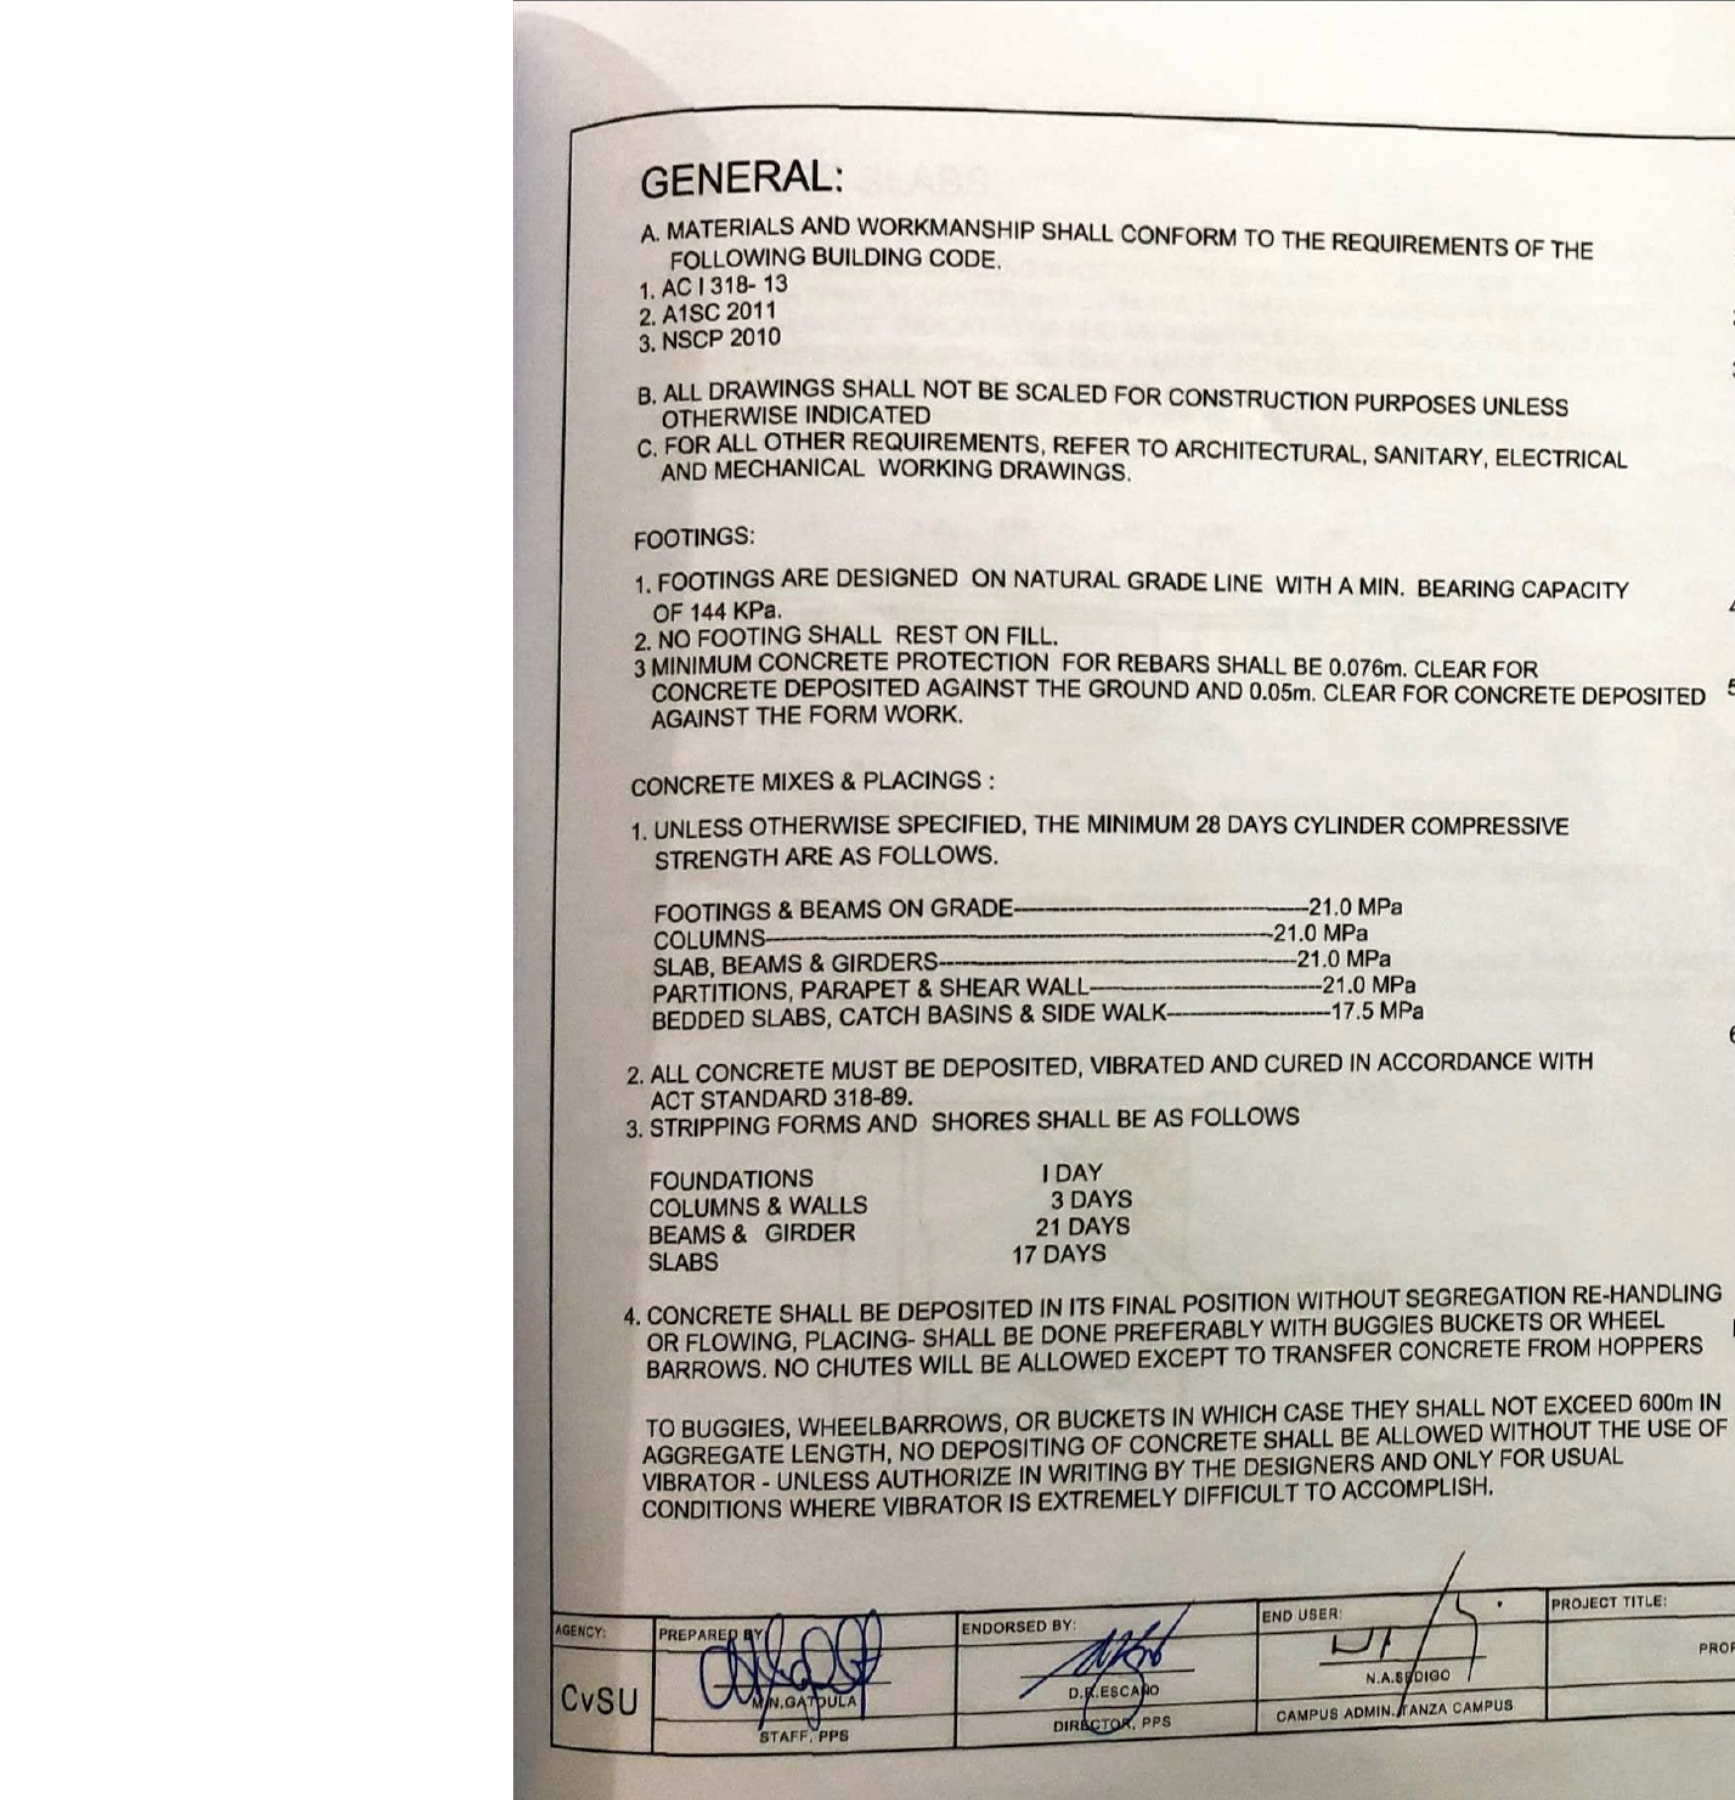 GENERAL:
A. MATERIALS AND WORKMANSHIP SHALL CONFORM TO THE REQUIREMENTS OF THE
FOLLOWING BUILDING CODE.
1. AC I 318- 13
2. A1SC 2011
3. NSCP 2010
B. ALL DRAWINGS SHALL NOT BE SCALED FOR CONSTRUCTION PURPOSES UNLESS
OTHERWISE INDICATED
C. FOR ALL OTHER REQUIREMENTS, REFER TO ARCHITECTURAL, SANITARY, ELECTRICAL
AND MECHANICAL WORKING DRAWINGS.
FOOTINGS:
1. FOOTINGS ARE DESIGNED ON NATURAL GRADE LINE WITH A MIN. BEARING CAPACITY
OF 144 KPa.
2. NO FOOTING SHALL REST ON FILL.
3 MINIMUM CONCRETE PROTECTION FOR REBARS SHALL BE 0.076m. CLEAR FOR
CONCRETE DEPOSITED AGAINST THE GROUND AND 0.05m. CLEAR FOR CONCRETE DEPOSITED
AGAINST THE FORM WORK.
CONCRETE MIXES & PLACINGS :
1. UNLESS OTHERWISE SPECIFIED, THE MINIMUM 28 DAYS CYLINDER COMPRESSIVE
STRENGTH ARE AS FOLLOWS.
FOOTINGS & BEAMS ON GRADE------------------------------21.0 MPa
COLUMNS------------------------------------------------21.0 MPa
SLAB, BEAMS & GIRDERS----------------------------------21.0 MPa
PARTITIONS, PARAPET & SHEAR WALL-----------------------21.0 MPa
BEDDED SLABS, CATCH BASINS & SIDE WALK-----------------17.5 MPa
2. ALL CONCRETE MUST BE DEPOSITED, VIBRATED AND CURED IN ACCORDANCE WITH
ACT STANDARD 318-89.
3. STRIPPING FORMS AND SHORES SHALL BE AS FOLLOWS
FOUNDATIONS I DAY
COLUMNS & WALLS 3 DAYS
BEAMS & GIRDER 21 DAYS
SLABS 17 DAYS
4. CONCRETE SHALL BE DEPOSITED IN ITS FINAL POSITION WITHOUT SEGREGATION RE-HANDLING
OR FLOWING, PLACING- SHALL BE DONE PREFERABLY WITH BUGGIES BUCKETS OR WHEEL
BARROWS. NO CHUTES WILL BE ALLOWED EXCEPT TO TRANSFER CONCRETE FROM HOPPERS
TO BUGGIES, WHEELBARROWS, OR BUCKETS IN WHICH CASE THEY SHALL NOT EXCEED 600m IN
AGGREGATE LENGTH, NO DEPOSITING OF CONCRETE SHALL BE ALLOWED WITHOUT THE USE OF
VIBRATOR - UNLESS AUTHORIZE IN WRITING BY THE DESIGNERS AND ONLY FOR USUAL
CONDITIONS WHERE VIBRATOR IS EXTREMELY DIFFICULT TO ACCOMPLISH.
AGENCY: PREPARED BY ENDORSED BY: END USER: PROJECT TITLE:
CvSU M.N.GATDULA D.R.ESCAÑO N.A.SEDIGO
STAFF, PPS DIRECTOR, PPS CAMPUS ADMIN. TANZA CAMPUS